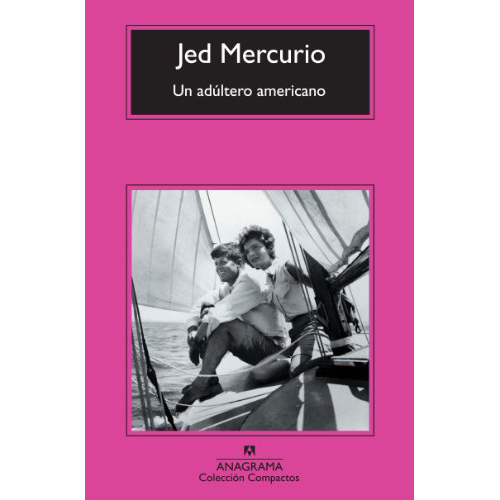 Jed Mercurio
Un adúltero americano
ANAGRAMA
Colección Compactos